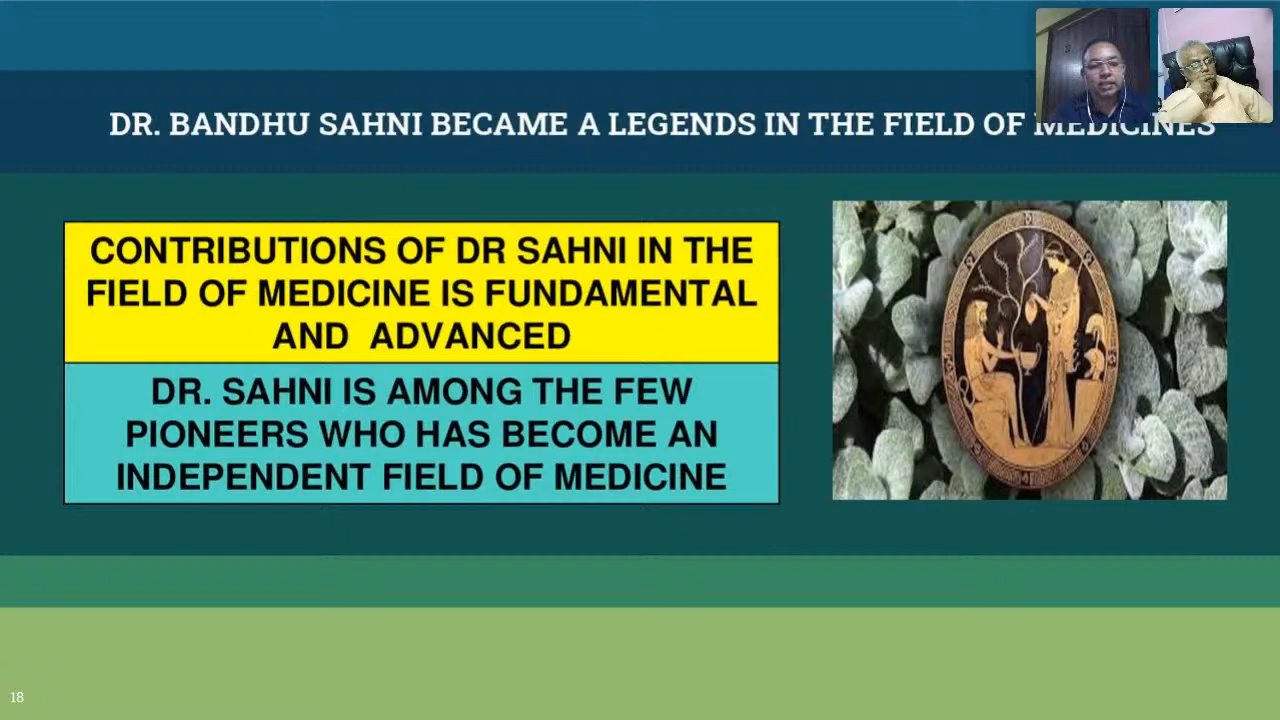 DR. BANDHU SAHNI BECAME A LEGENDS IN THE FIELD OF MEDICINES
CONTRIBUTIONS OF DR SAHNI IN THE
FIELD OF MEDICINE IS FUNDAMENTAL
AND ADVANCED
DR. SAHNI IS AMONG THE FEW
PIONEERS WHO HAS BECOME AN
INDEPENDENT FIELD OF MEDICINE
18